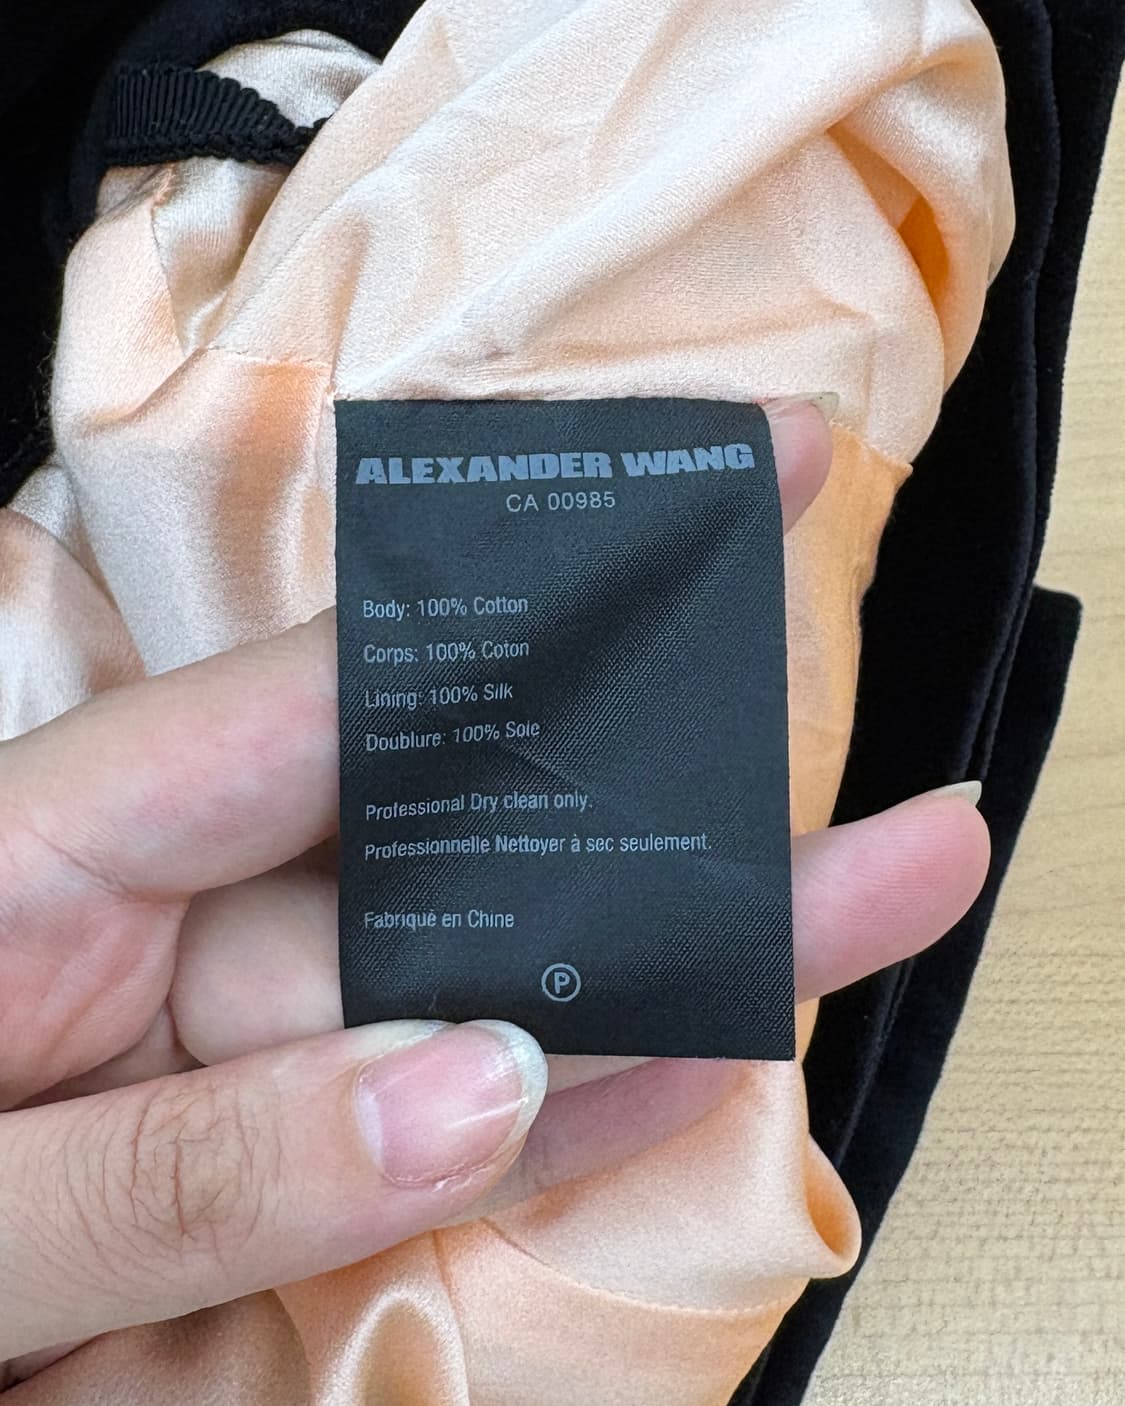 ALEXANDER WANG
CA 00985
Body: 100% Cotton
Corps: 100% Coton
Lining: 100% Silk
Doublure: 100% Soie
Professional Dry clean only.
Professionnelle Nettoyer à sec seulement.
Fabriqué en Chine
P